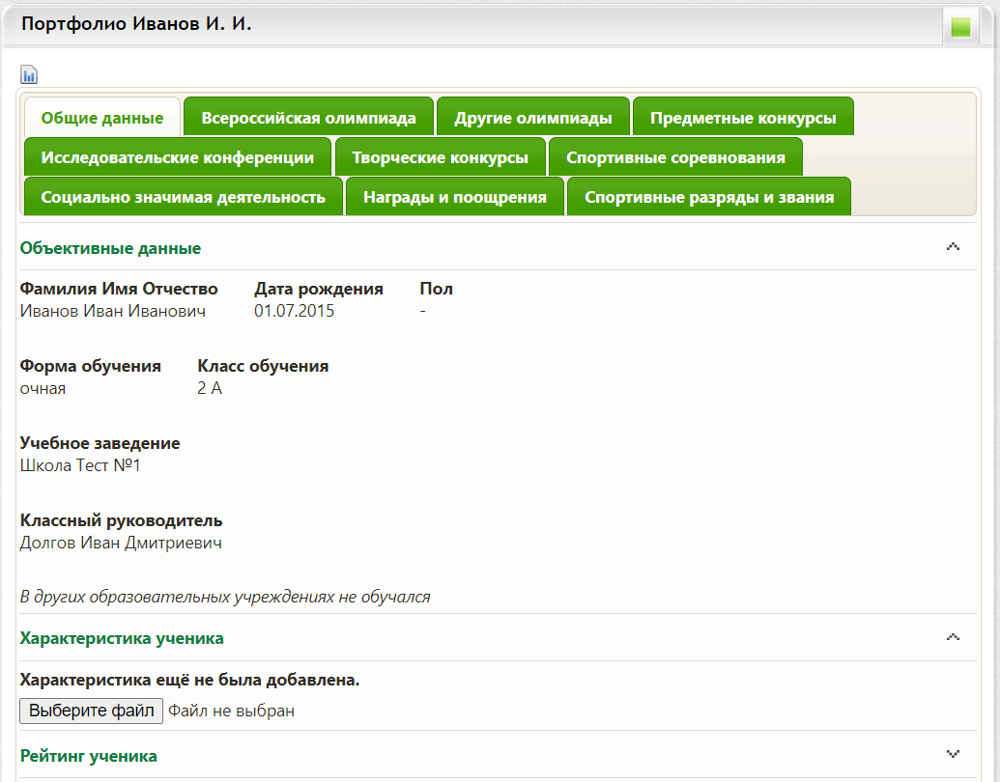 Портфолио Иванов И. И.
Общие данные Всероссийская олимпиада Другие олимпиады Предметные конкурсы
Исследовательские конференции Творческие конкурсы Спортивные соревнования
Социально значимая деятельность Награды и поощрения Спортивные разряды и звания
Объективные данные
Фамилия Имя Отчество Дата рождения Пол
Иванов Иван Иванович 01.07.2015 -
Форма обучения Класс обучения
очная 2 А
Учебное заведение
Школа Тест №1
Классный руководитель
Долгов Иван Дмитриевич
В других образовательных учреждениях не обучался
Характеристика ученика
Характеристика ещё не была добавлена.
Выберите файл Файл не выбран
Рейтинг ученика